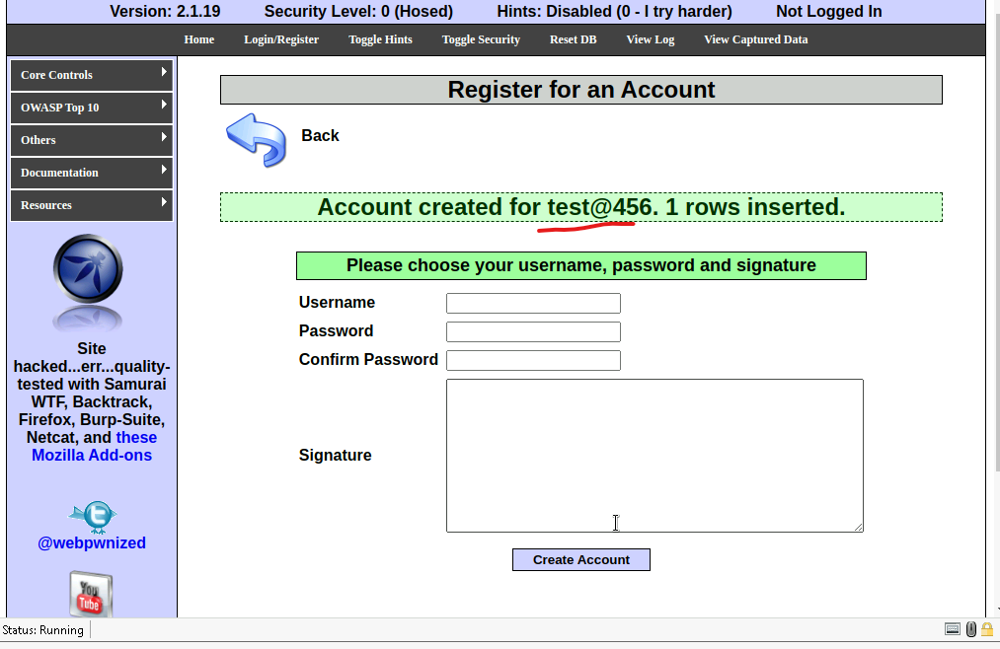 Version: 2.1.19 Security Level: 0 (Hosed) Hints: Disabled (0 - I try harder) Not Logged In
Home Login/Register Toggle Hints Toggle Security Reset DB View Log View Captured Data
Core Controls
OWASP Top 10
Others
Documentation
Resources
Site
hacked...err...quality-
tested with Samurai
WTF, Backtrack,
Firefox, Burp-Suite,
Netcat, and these
Mozilla Add-ons
@webpwnized
You
Tube
Register for an Account
Back
Account created for test@456. 1 rows inserted.
Please choose your username, password and signature
Username
Password
Confirm Password
Signature
Create Account
Status: Running